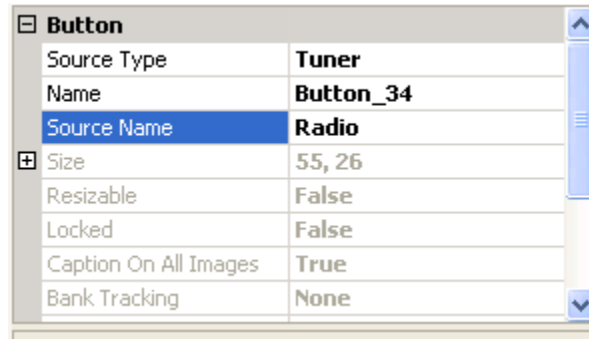 Button
Source Type Tuner
Name Button_34
Source Name Radio
Size 55, 26
Resizable False
Locked False
Caption On All Images True
Bank Tracking None